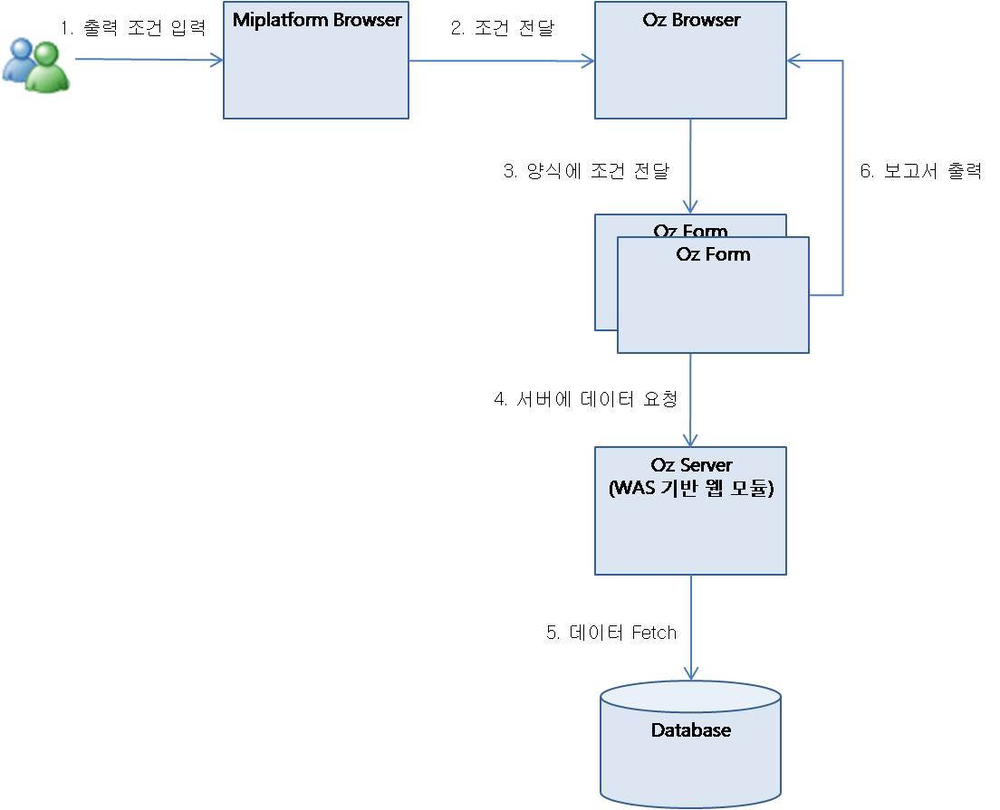 1. 출력 조건 입력
Miplatform Browser
2. 조건 전달
Oz Browser
3. 양식에 조건 전달
6. 보고서 출력
Oz Form
Oz Form
4. 서버에 데이터 요청
Oz Server
(WAS 기반 웹 모듈)
5. 데이터 Fetch
Database